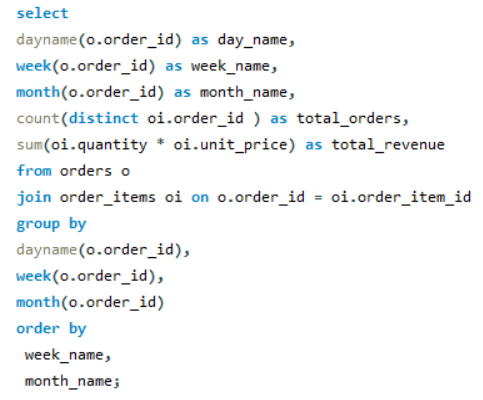 select
dayname(o.order_id) as day_name,
week(o.order_id) as week_name,
month(o.order_id) as month_name,
count(distinct oi.order_id ) as total_orders,
sum(oi.quantity * oi.unit_price) as total_revenue
from orders o
join order_items oi on o.order_id = oi.order_item_id
group by
dayname(o.order_id),
week(o.order_id),
month(o.order_id)
order by
week_name,
month_name;